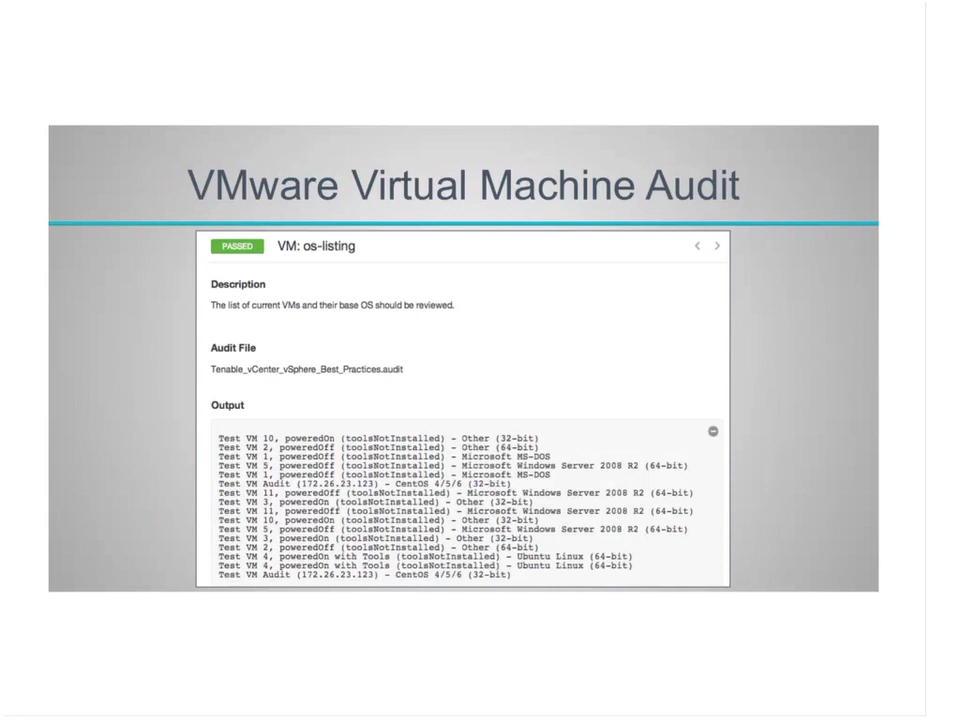 VMware Virtual Machine Audit
PASSED VM: os-listing
Description
The list of current VMs and their base OS should be reviewed.
Audit File
Tenable_vCenter_vSphere_Best_Practices.audit
Output
Test VM 10, poweredOn (toolsNotInstalled) - Other (32-bit)
Test VM 2, poweredOff (toolsNotInstalled) - Other (64-bit)
Test VM 1, poweredOff (toolsNotInstalled) - Microsoft MS-DOS
Test VM 5, poweredOff (toolsNotInstalled) - Microsoft Windows Server 2008 R2 (64-bit)
Test VM 1, poweredOff (toolsNotInstalled) - Microsoft MS-DOS
Test VM Audit (172.26.23.123) - CentOS 4/5/6 (32-bit)
Test VM 11, poweredOff (toolsNotInstalled) - Microsoft Windows Server 2008 R2 (64-bit)
Test VM 3, poweredOn (toolsNotInstalled) - Other (32-bit)
Test VM 11, poweredOff (toolsNotInstalled) - Microsoft Windows Server 2008 R2 (64-bit)
Test VM 10, poweredOn (toolsNotInstalled) - Other (32-bit)
Test VM 5, poweredOff (toolsNotInstalled) - Microsoft Windows Server 2008 R2 (64-bit)
Test VM 3, poweredOn (toolsNotInstalled) - Other (32-bit)
Test VM 2, poweredOff (toolsNotInstalled) - Other (64-bit)
Test VM 4, poweredOn with Tools (toolsNotInstalled) - Ubuntu Linux (64-bit)
Test VM 4, poweredOn with Tools (toolsNotInstalled) - Ubuntu Linux (64-bit)
Test VM Audit (172.26.23.123) - CentOS 4/5/6 (32-bit)